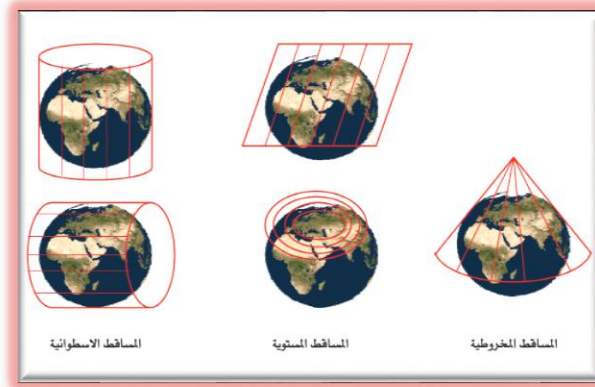 المساقط المخروطية
المساقط المستوية
المساقط الاسطوانية